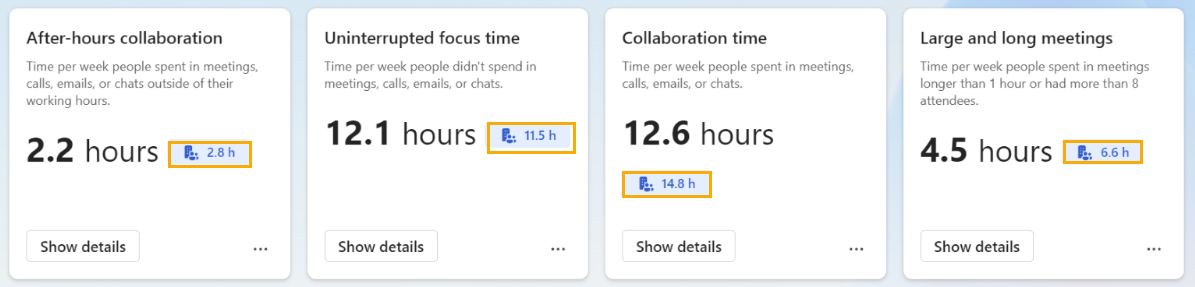 After-hours collaboration
Time per week people spent in meetings,
calls, emails, or chats outside of their
working hours.
2.2 hours 2.8 h
Show details
...
Uninterrupted focus time
Time per week people didn't spend in
meetings, calls, emails, or chats.
12.1 hours 11.5 h
Show details
...
Collaboration time
Time per week people spent in meetings,
calls, emails, or chats.
12.6 hours
14.8 h
Show details
...
Large and long meetings
Time per week people spent in meetings
longer than 1 hour or had more than 8
attendees.
4.5 hours 6.6 h
Show details
...